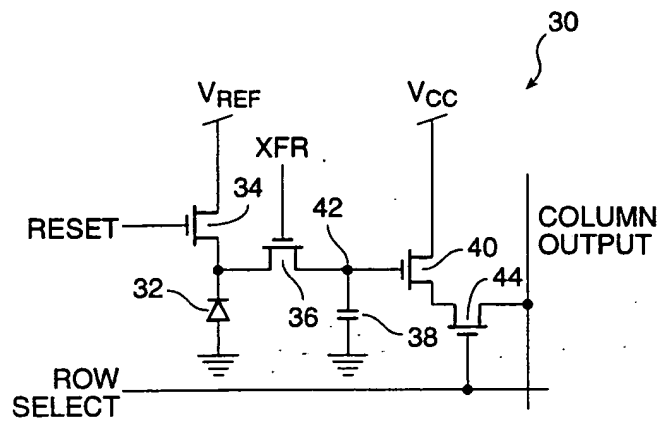 30
VREF
VCC
XFR
34
RESET
42
COLUMN
OUTPUT
40
44
32
36
38
ROW
SELECT